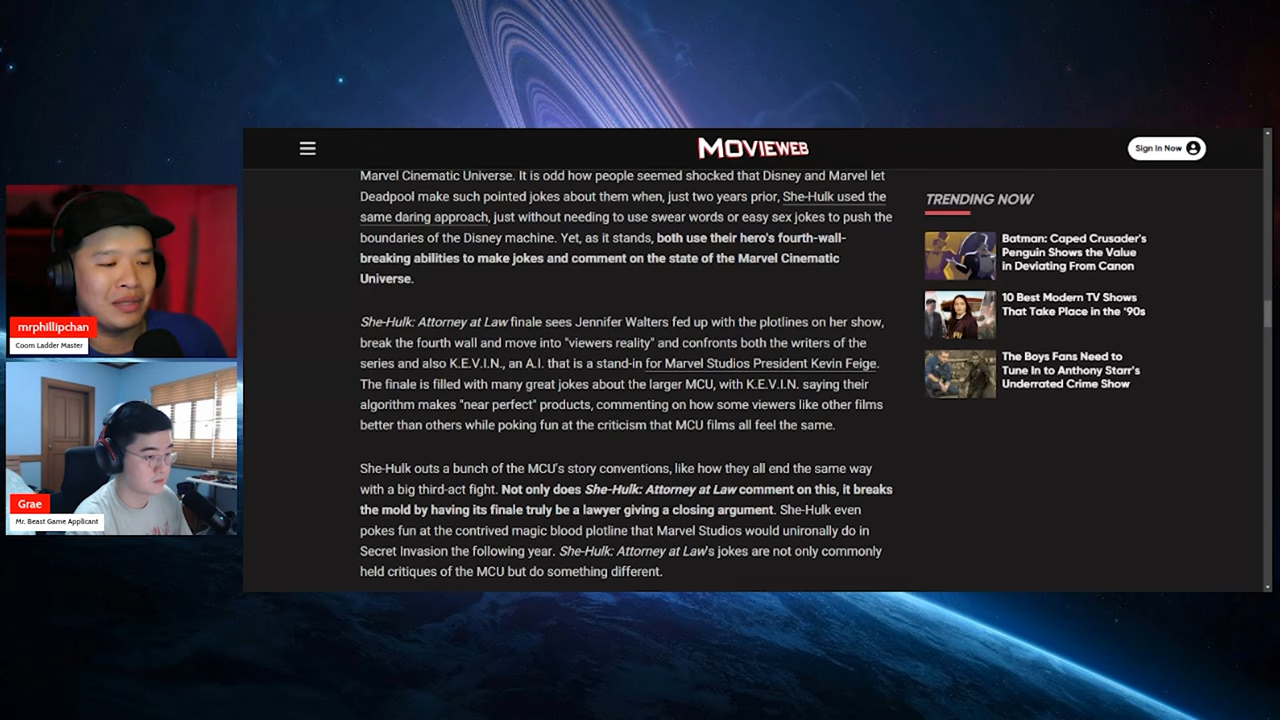 MOVIEWEB
Sign In Now
Marvel Cinematic Universe. It is odd how people seemed shocked that Disney and Marvel let
Deadpool make such pointed jokes about them when, just two years prior, She-Hulk used the
same daring approach, just without needing to use swear words or easy sex jokes to push the
boundaries of the Disney machine. Yet, as it stands, both use their hero's fourth-wall-
breaking abilities to make jokes and comment on the state of the Marvel Cinematic
Universe.
She-Hulk: Attorney at Law finale sees Jennifer Walters fed up with the plotlines on her show,
break the fourth wall and move into "viewers reality" and confronts both the writers of the
series and also K.E.V.I.N., an A.I. that is a stand-in for Marvel Studios President Kevin Feige.
The finale is filled with many great jokes about the larger MCU, with K.E.V.I.N. saying their
algorithm makes "near perfect" products, commenting on how some viewers like other films
better than others while poking fun at the criticism that MCU films all feel the same.
She-Hulk outs a bunch of the MCU's story conventions, like how they all end the same way
with a big third-act fight. Not only does She-Hulk: Attorney at Law comment on this, it breaks
the mold by having its finale truly be a lawyer giving a closing argument. She-Hulk even
pokes fun at the contrived magic blood plotline that Marvel Studios would unironally do in
Secret Invasion the following year. She-Hulk: Attorney at Law's jokes are not only commonly
held critiques of the MCU but do something different.
TRENDING NOW
Batman: Caped Crusader's
Penguin Shows the Value
in Deviating From Canon
10 Best Modern TV Shows
That Take Place in the '90s
The Boys Fans Need to
Tune In to Anthony Starr's
Underrated Crime Show
mrphillipchan
Coom Ladder Master
Grae
Mr. Beast Game Applicant